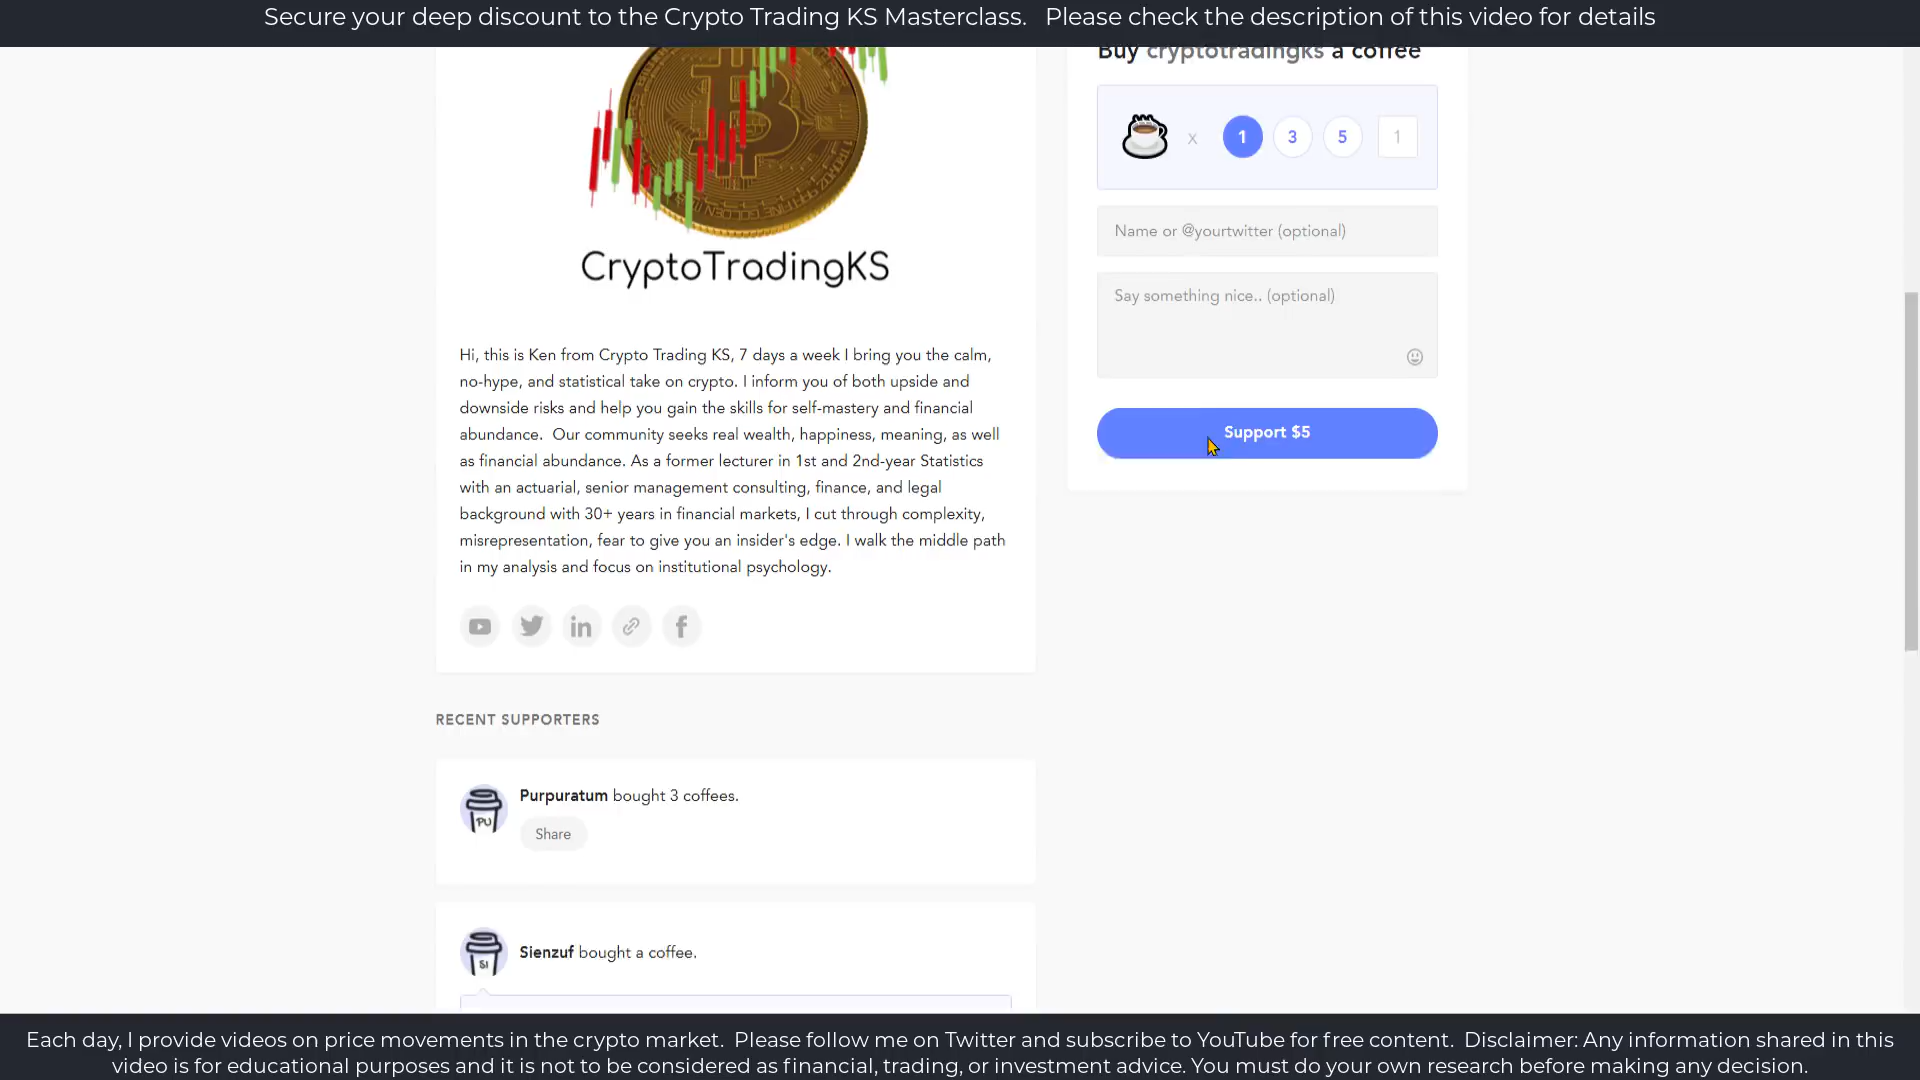 Secure your deep discount to the Crypto Trading KS Masterclass.   Please check the description of this video for details
Buy cryptotradingks a coffee
x 1 3 5 1
Name or @yourtwitter (optional)
Say something nice.. (optional)
Support $5
CryptoTradingKS
Hi, this is Ken from Crypto Trading KS, 7 days a week I bring you the calm,
no-hype, and statistical take on crypto. I inform you of both upside and
downside risks and help you gain the skills for self-mastery and financial
abundance.  Our community seeks real wealth, happiness, meaning, as well
as financial abundance. As a former lecturer in 1st and 2nd-year Statistics
with an actuarial, senior management consulting, finance, and legal
background with 30+ years in financial markets, I cut through complexity,
misrepresentation, fear to give you an insider's edge. I walk the middle path
in my analysis and focus on institutional psychology.
RECENT SUPPORTERS
PU
Purpuratum bought 3 coffees.
Share
SI
Sienzuf bought a coffee.
Each day, I provide videos on price movements in the crypto market.  Please follow me on Twitter and subscribe to YouTube for free content.  Disclaimer: Any information shared in this
video is for educational purposes and it is not to be considered as financial, trading, or investment advice. You must do your own research before making any decision.